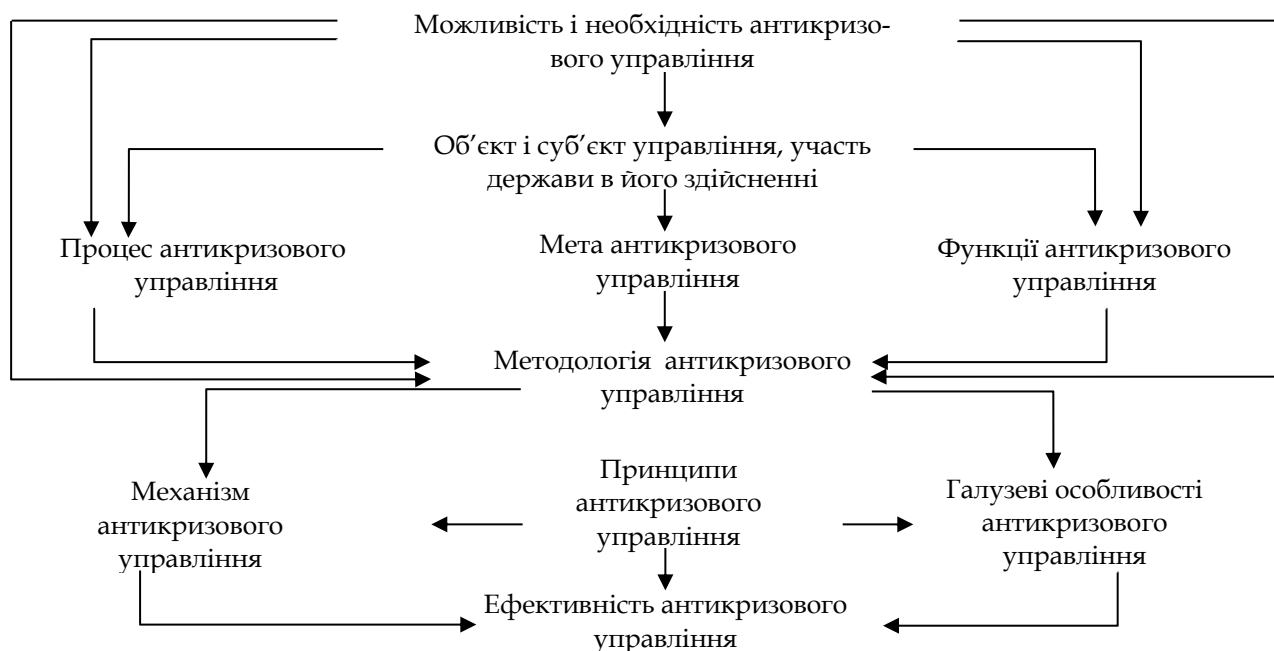 Можливість і необхідність антикризо-
вого управління
Об’єкт і суб’єкт управління, участь
держави в його здійсненні
Процес антикризового
управління
Мета антикризового
управління
Функції антикризового
управління
Методологія антикризового
управління
Механізм
антикризового
управління
Принципи
антикризового
управління
Галузеві особливості
антикризового
управління
Ефективність антикризового
управління